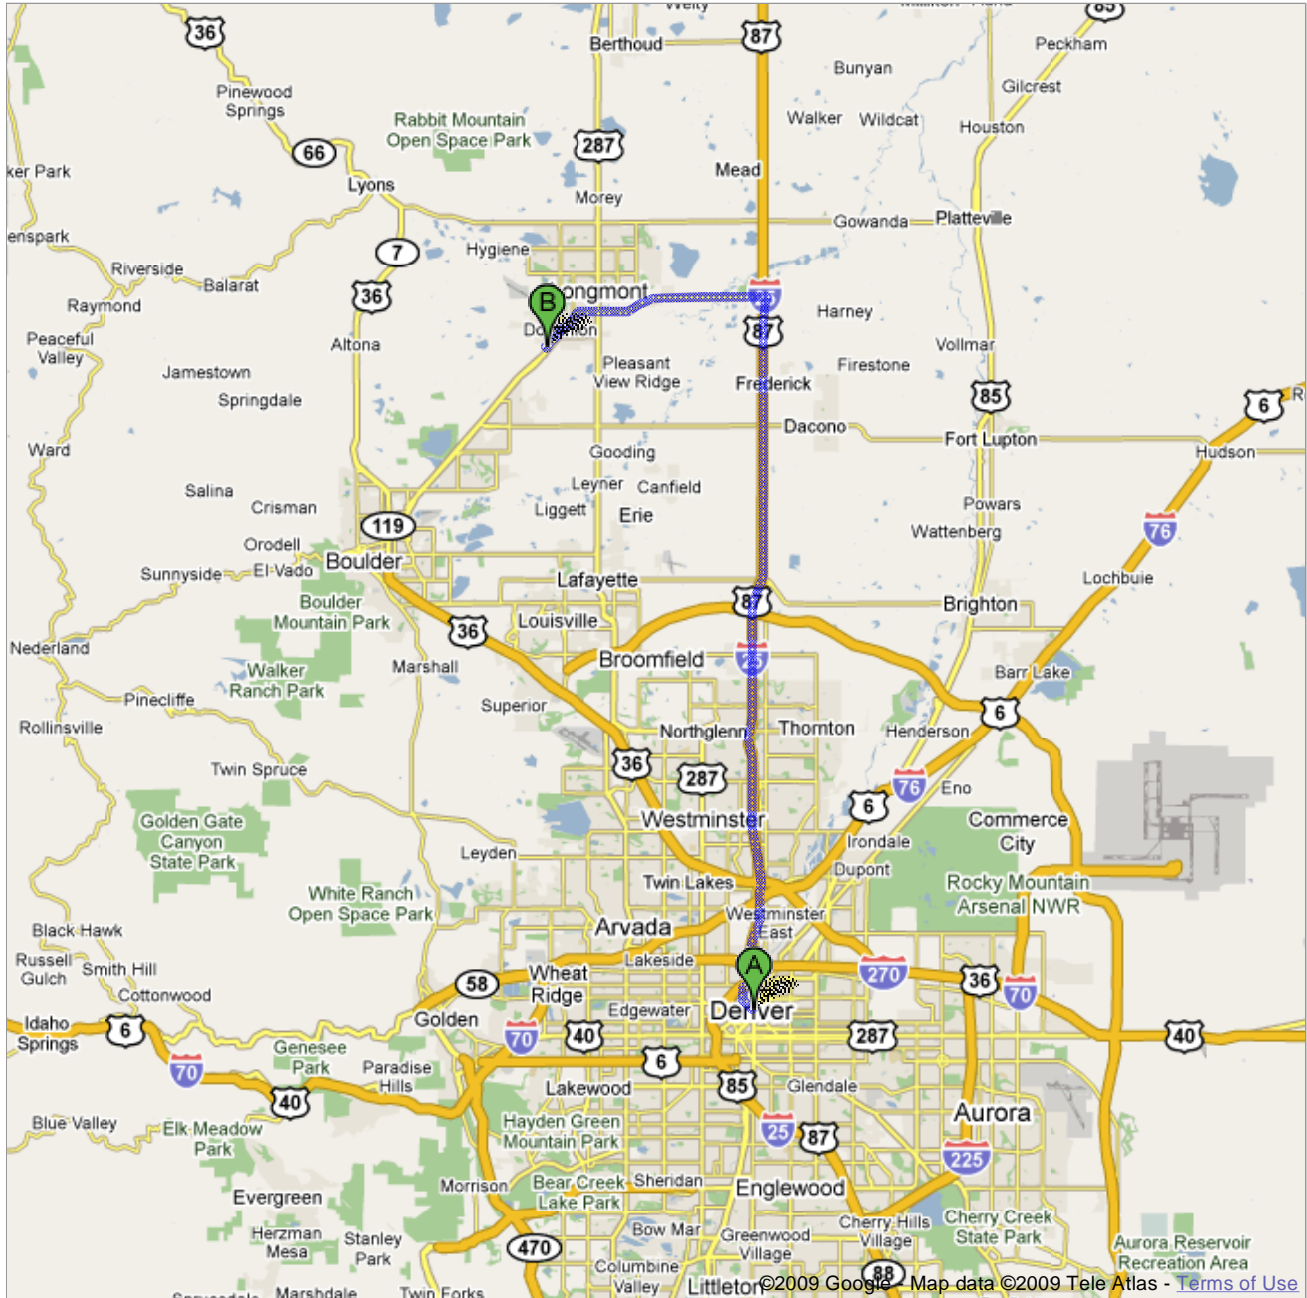 Welty
85
36
Berthoud
87
Peckham
Bunyan
Pinewood
Springs
Gilcrest
Rabbit Mountain
Open Space Park
Walker
Wildcat
Houston
287
66
ker Park
Lyons
Mead
Morey
Gowanda
Platteville
enspark
7
Hygiene
Riverside
Balarat
36
Raymond
B
ongmont
Harney
87
Peaceful
Valley
Altona
Vollmar
Pleasant
View Ridge
Firestone
Jamestown
Frederick
Springdale
85
6
R
Dacono
Fort Lupton
Ward
Gooding
Hudson
Salina
Leyner
Canfield
Crisman
Liggett
Erie
Powars
119
76
Wattenberg
Orodell
Boulder
Sunnyside
El Vado
Lafayette
Lochbuie
Boulder
Mountain Park
87
Brighton
Louisville
36
Nederland
Broomfield
25
Marshall
Walker
Ranch Park
Barr Lake
Pinecliffe
Superior
6
Rollinsville
Northglenn
Thornton
Henderson
Twin Spruce
36
287
76
Eno
6
Golden Gate
Canyon
State Park
Westminster
Commerce
City
Irondale
Leyden
Dupont
Twin Lakes
White Ranch
Open Space Park
Rocky Mountain
Arsenal NWR
Westminster
East
Black Hawk
Arvada
Russell
Gulch
Smith Hill
Lakeside
A
270
Wheat
Ridge
58
36
70
Cottonwood
Edgewater
Denver
Idaho
Springs
6
Golden
70
40
287
40
Genesee
Park
6
70
Paradise
Hills
Lakewood
85
Glendale
40
Aurora
Blue Valley
Elk Meadow
Park
Hayden Green
Mountain Park
25
87
225
Morrison
Bear Creek
Lake Park
Sheridan
Englewood
Evergreen
Herzman
Mesa
Stanley
Park
470
Bow Mar
Greenwood
Village
Cherry Hills
Village
Cherry Creek
State Park
Aurora Reservoir
Recreation Area
Columbine
Valley
88
Littleton
©2009 Google - Map data ©2009 Tele Atlas - Terms of Use
Marshdale
Twin Forks